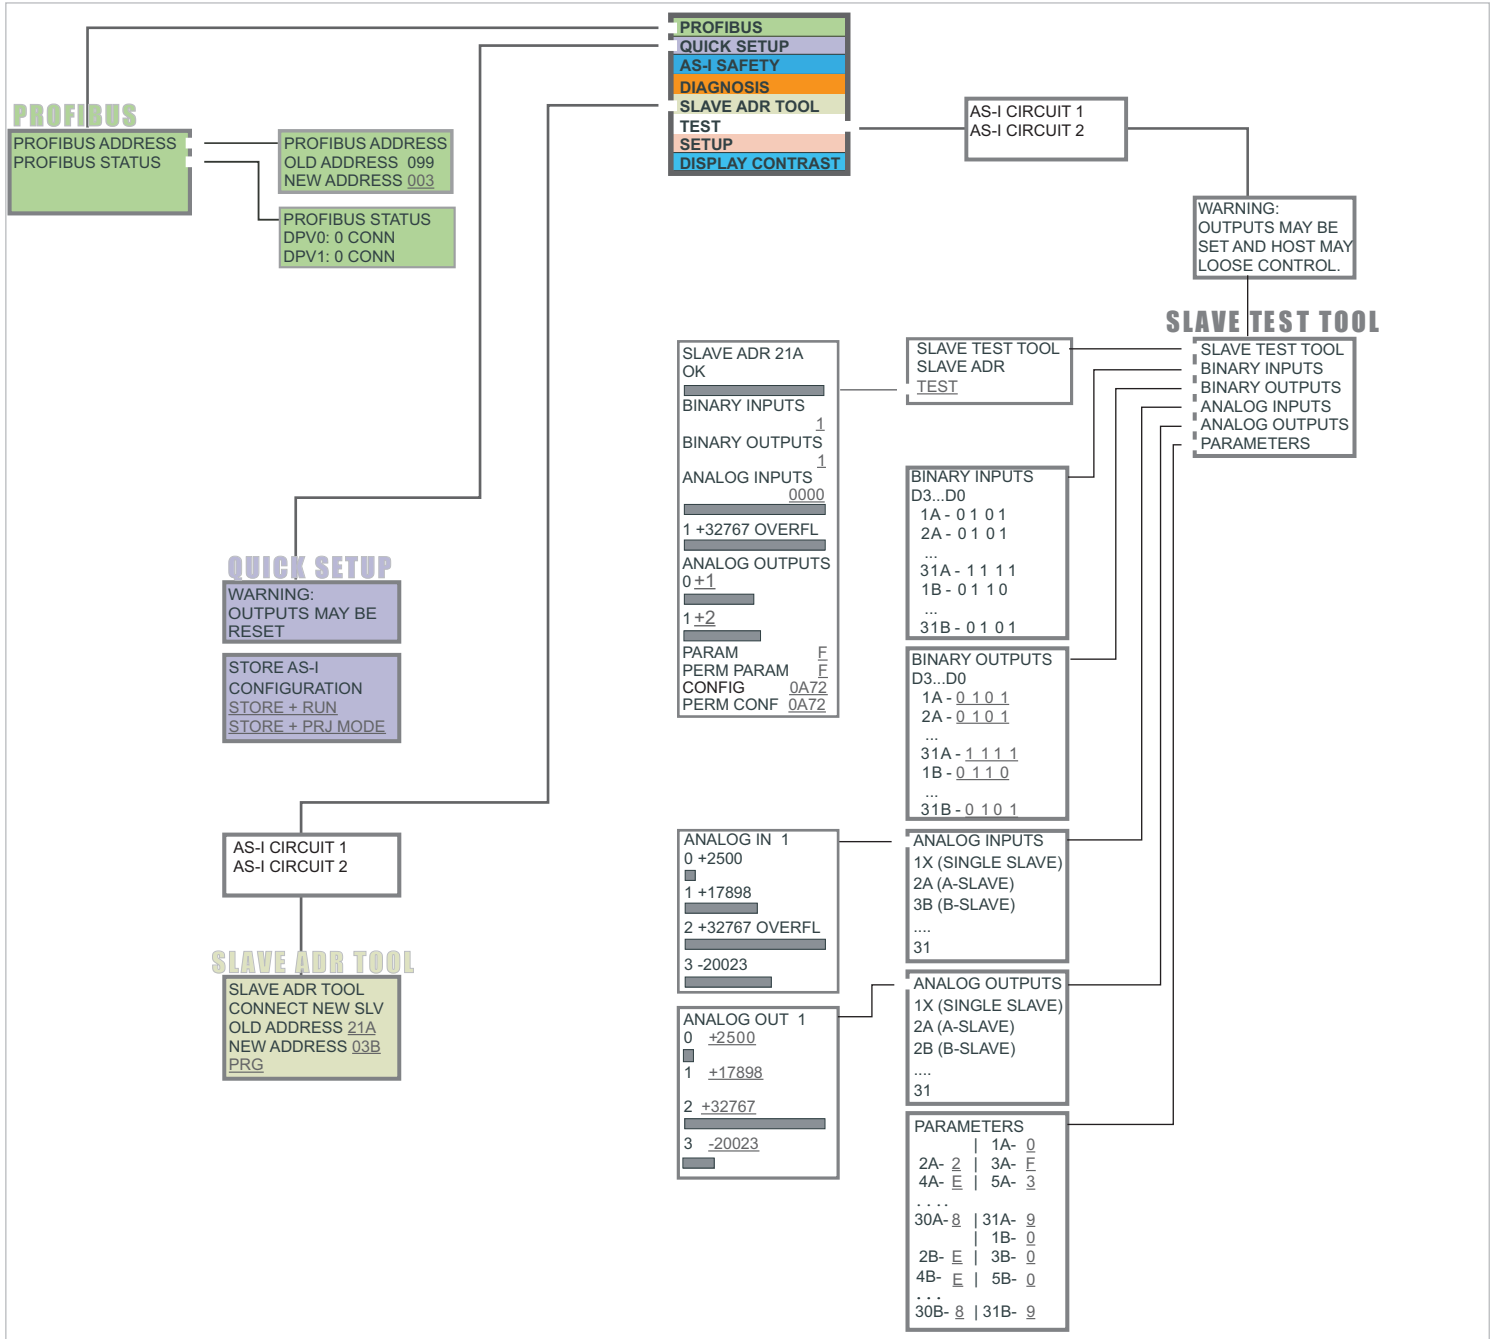 PROFIBUS
QUICK SETUP
AS-I SAFETY
DIAGNOSIS
SLAVE ADR TOOL
TEST
SETUP
DISPLAY CONTRAST
PROFIBUS
PROFIBUS ADDRESS
PROFIBUS STATUS
PROFIBUS ADDRESS
OLD ADDRESS 099
NEW ADDRESS 003
PROFIBUS STATUS
DPV0: 0 CONN
DPV1: 0 CONN
AS-I CIRCUIT 1
AS-I CIRCUIT 2
WARNING:
OUTPUTS MAY BE
SET AND HOST MAY
LOOSE CONTROL.
SLAVE TEST TOOL
SLAVE TEST TOOL
BINARY INPUTS
BINARY OUTPUTS
ANALOG INPUTS
ANALOG OUTPUTS
PARAMETERS
SLAVE TEST TOOL
SLAVE ADR
TEST
SLAVE ADR 21A
OK
BINARY INPUTS
1
BINARY OUTPUTS
1
ANALOG INPUTS
0000
1 +32767 OVERFL
ANALOG OUTPUTS
0 +1
1 +2
PARAM F
PERM PARAM F
CONFIG 0A72
PERM CONF 0A72
BINARY INPUTS
D3...D0
1A - 0 1 0 1
2A - 0 1 0 1
...
31A - 1 1 1 1
1B - 0 1 1 0
...
31B - 0 1 0 1
BINARY OUTPUTS
D3...D0
1A - 0 1 0 1
2A - 0 1 0 1
...
31A - 1 1 1 1
1B - 0 1 1 0
...
31B - 0 1 0 1
QUICK SETUP
WARNING:
OUTPUTS MAY BE
RESET
STORE AS-I
CONFIGURATION
STORE + RUN
STORE + PRJ MODE
AS-I CIRCUIT 1
AS-I CIRCUIT 2
SLAVE ADR TOOL
SLAVE ADR TOOL
CONNECT NEW SLV
OLD ADDRESS 21A
NEW ADDRESS 03B
PRG
ANALOG IN 1
0 +2500
1 +17898
2 +32767 OVERFL
3 -20023
ANALOG INPUTS
1X (SINGLE SLAVE)
2A (A-SLAVE)
3B (B-SLAVE)
....
31
ANALOG OUT 1
0 +2500
1 +17898
2 +32767
3 -20023
ANALOG OUTPUTS
1X (SINGLE SLAVE)
2A (A-SLAVE)
2B (B-SLAVE)
....
31
PARAMETERS
| 1A- 0
2A- 2 | 3A- F
4A- E | 5A- 3
. . . .
30A- 8 | 31A- 9
| 1B- 0
2B- E | 3B- 0
4B- E | 5B- 0
. . .
30B- 8 | 31B- 9